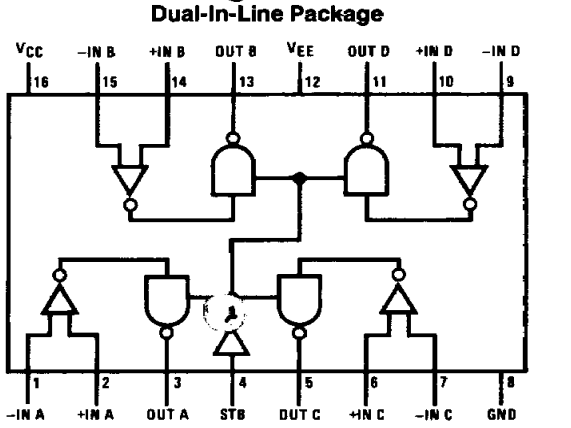 Dual-In-Line Package
VCC -IN B +IN B OUT B VEE OUT D +IN D -IN D
16 15 14 13 12 11 10 9
1 2 3 4 5 6 7 8
-IN A +IN A OUT A STB OUT C +IN C -IN C GND